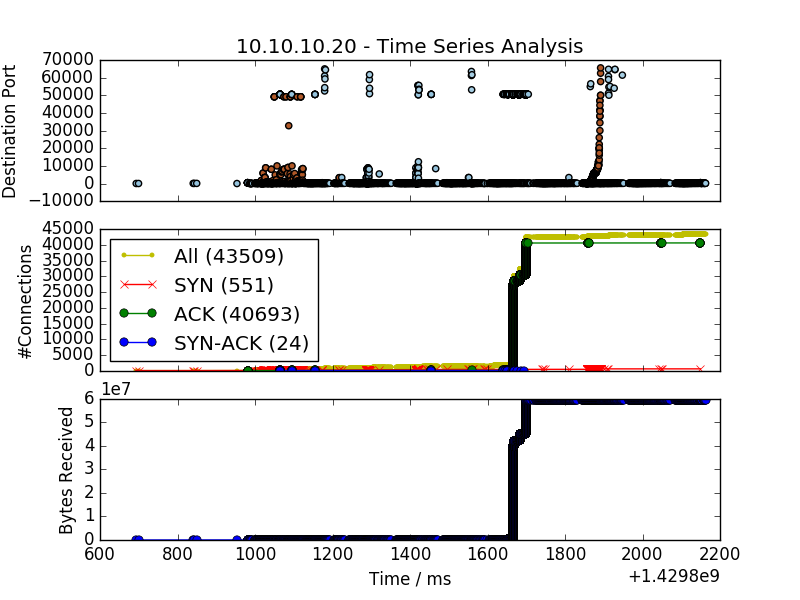 10.10.10.20 - Time Series Analysis
Destination Port
70000
60000
50000
40000
30000
20000
10000
0
−10000
#Connections
45000
40000
35000
30000
25000
20000
15000
10000
5000
0
All (43509)
SYN (551)
ACK (40693)
SYN-ACK (24)
1e7
Bytes Received
6
5
4
3
2
1
0
600 800 1000 1200 1400 1600 1800 2000 2200
Time / ms
+1.4298e9